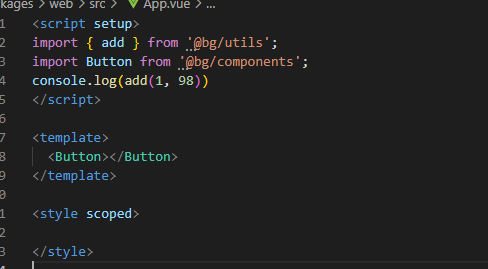 kages > web > src > App.vue > ...
1 <script setup>
2 import { add } from '@bg/utils';
3 import Button from '@bg/components';
4 console.log(add(1, 98))
5 </script>
6
7 <template>
8 <Button></Button>
9 </template>
0
1 <style scoped>
2
3 </style>
4